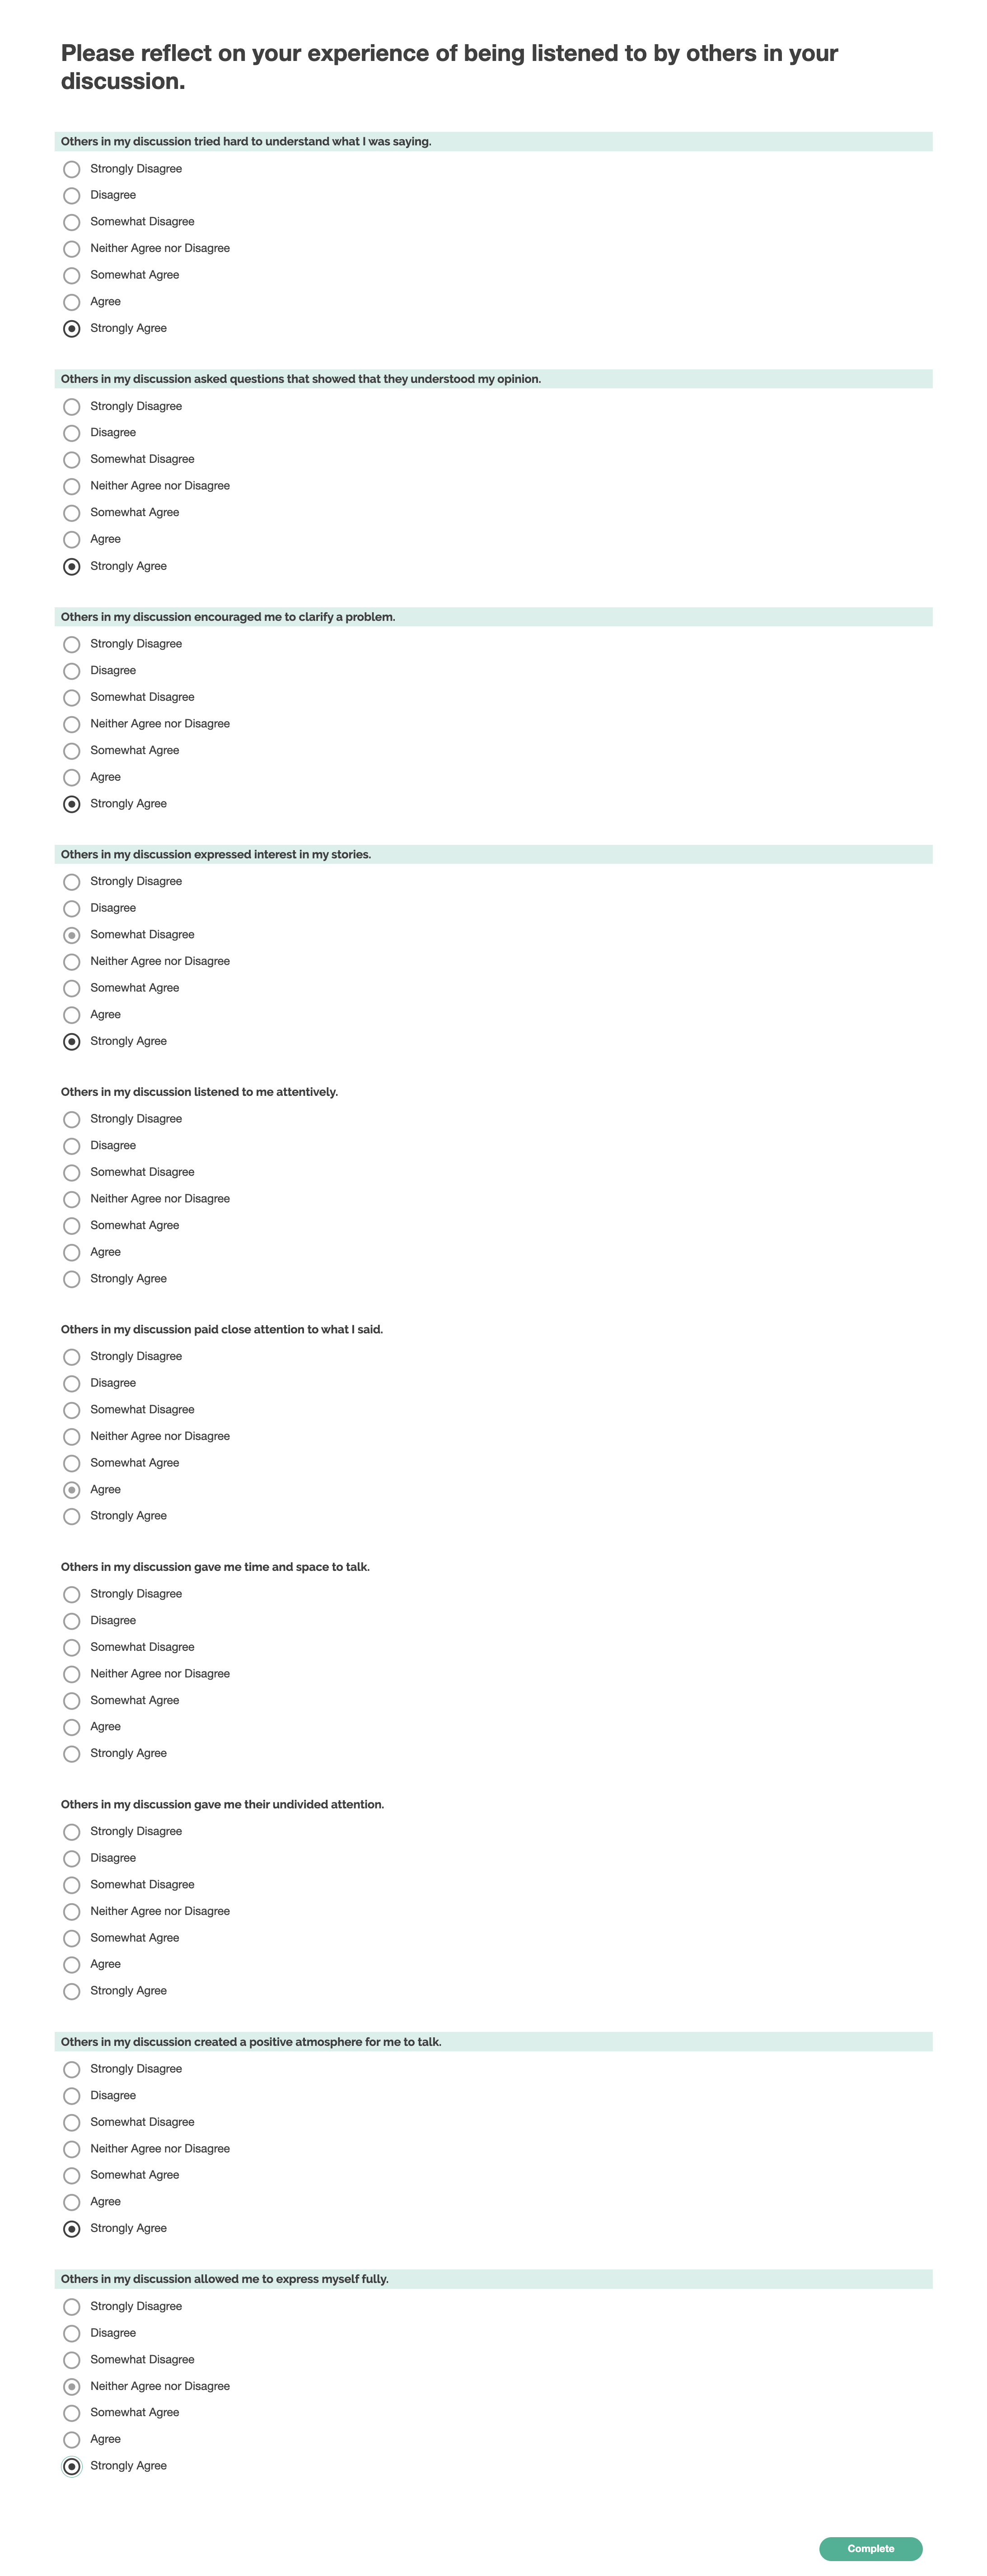 Please reflect on your experience of being listened to by others in your
discussion.
Others in my discussion tried hard to understand what I was saying.
Strongly Disagree
Disagree
Somewhat Disagree
Neither Agree nor Disagree
Somewhat Agree
Agree
Strongly Agree
Others in my discussion asked questions that showed that they understood my opinion.
Strongly Disagree
Disagree
Somewhat Disagree
Neither Agree nor Disagree
Somewhat Agree
Agree
Strongly Agree
Others in my discussion encouraged me to clarify a problem.
Strongly Disagree
Disagree
Somewhat Disagree
Neither Agree nor Disagree
Somewhat Agree
Agree
Strongly Agree
Others in my discussion expressed interest in my stories.
Strongly Disagree
Disagree
Somewhat Disagree
Neither Agree nor Disagree
Somewhat Agree
Agree
Strongly Agree
Others in my discussion listened to me attentively.
Strongly Disagree
Disagree
Somewhat Disagree
Neither Agree nor Disagree
Somewhat Agree
Agree
Strongly Agree
Others in my discussion paid close attention to what I said.
Strongly Disagree
Disagree
Somewhat Disagree
Neither Agree nor Disagree
Somewhat Agree
Agree
Strongly Agree
Others in my discussion gave me time and space to talk.
Strongly Disagree
Disagree
Somewhat Disagree
Neither Agree nor Disagree
Somewhat Agree
Agree
Strongly Agree
Others in my discussion gave me their undivided attention.
Strongly Disagree
Disagree
Somewhat Disagree
Neither Agree nor Disagree
Somewhat Agree
Agree
Strongly Agree
Others in my discussion created a positive atmosphere for me to talk.
Strongly Disagree
Disagree
Somewhat Disagree
Neither Agree nor Disagree
Somewhat Agree
Agree
Strongly Agree
Others in my discussion allowed me to express myself fully.
Strongly Disagree
Disagree
Somewhat Disagree
Neither Agree nor Disagree
Somewhat Agree
Agree
Strongly Agree
Complete